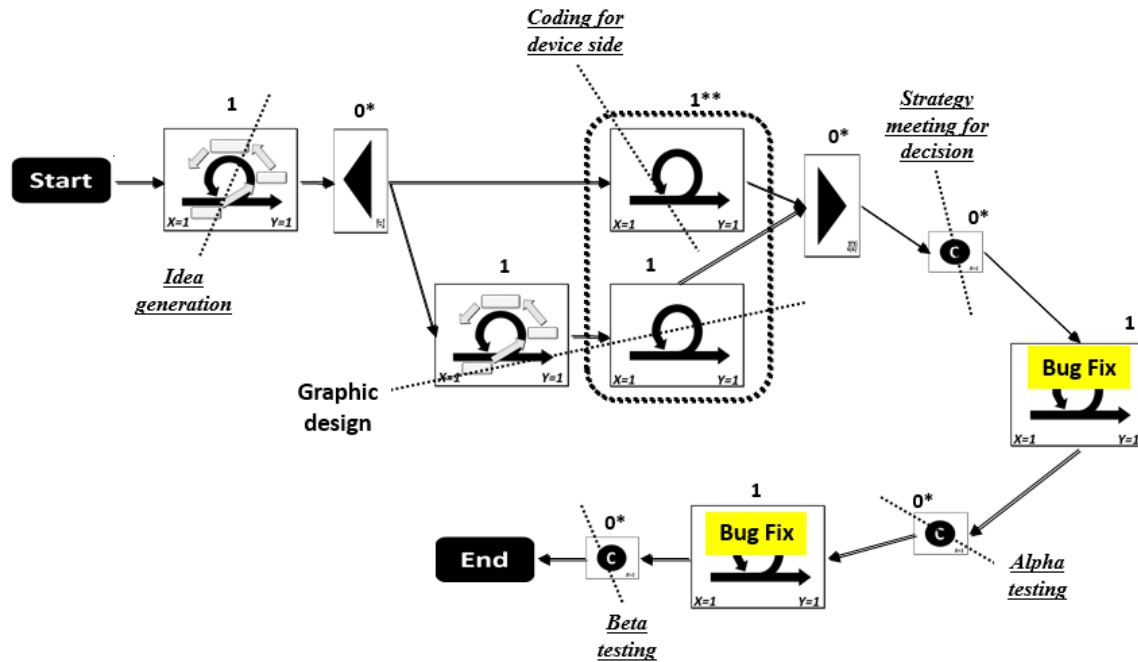 Coding for
device side
1
0*
1**
0*
Strategy
meeting for
decision
Start
X=1
Y=1
X=1
Y=1
0*
C
X=1
Idea
generation
1
1
X=1
Y=1
X=1
Y=1
Graphic
design
1
Bug Fix
X=1
Y=1
1
Bug Fix
X=1
Y=1
0*
C
X=1
Alpha
testing
0*
C
X=1
End
Beta
testing